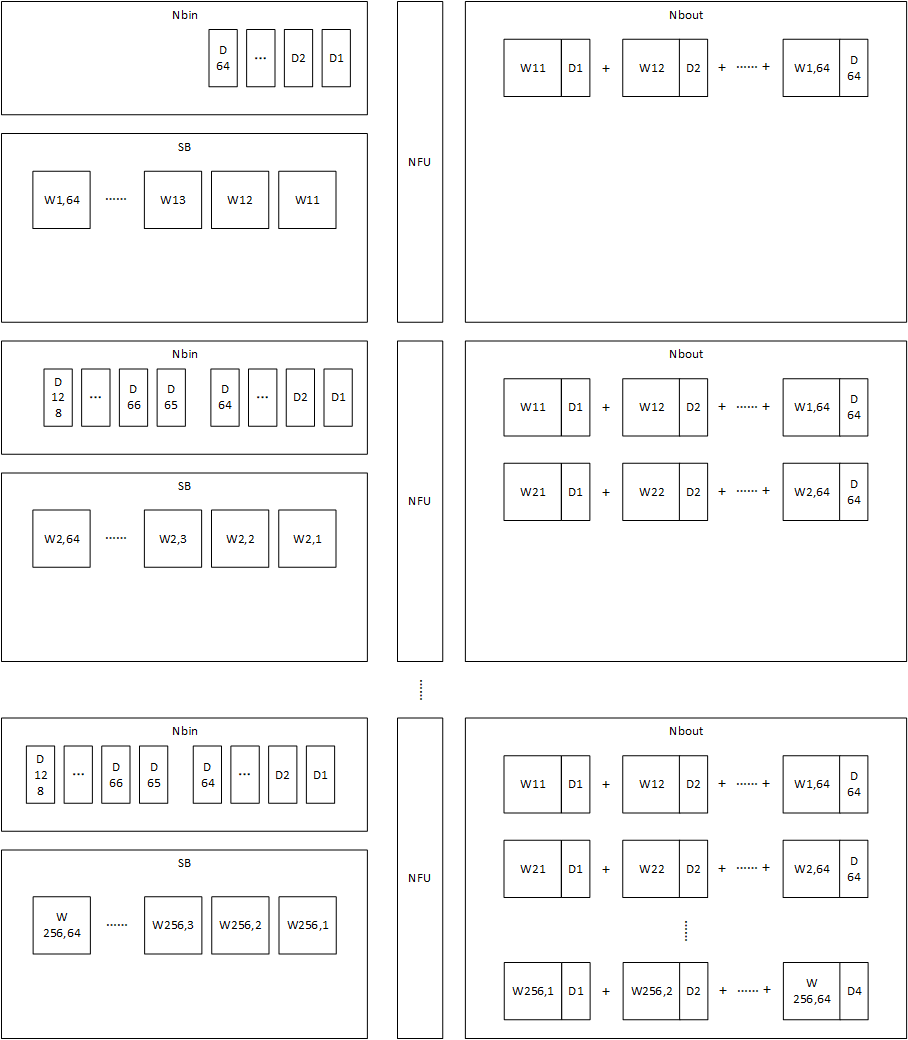 Nbin
D
64
...
D2
D1
SB
W1,64
......
W13
W12
W11
NFU
Nbout
W11
D1
+
W12
D2
+ ...... +
W1,64
D
64
Nbin
D
12
8
...
D
66
D
65
D
64
...
D2
D1
SB
W2,64
......
W2,3
W2,2
W2,1
NFU
Nbout
W11
D1
+
W12
D2
+ ...... +
W1,64
D
64
W21
D1
+
W22
D2
+ ...... +
W2,64
D
64
......
Nbin
D
12
8
...
D
66
D
65
D
64
...
D2
D1
SB
W
256,64
......
W256,3
W256,2
W256,1
NFU
Nbout
W11
D1
+
W12
D2
+ ...... +
W1,64
D
64
W21
D1
+
W22
D2
+ ...... +
W2,64
D
64
......
W256,1
D1
+
W256,2
D2
+ ...... +
W
256,64
D4